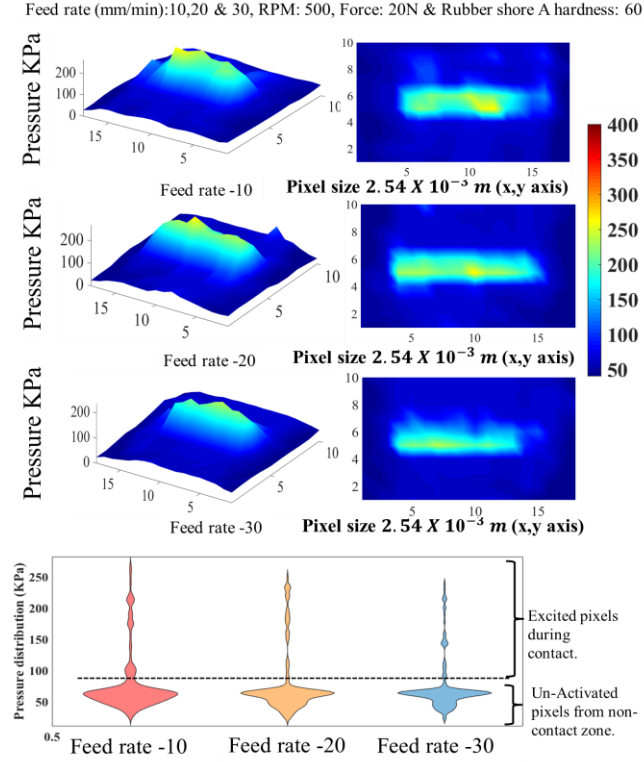 Feed rate (mm/min):10,20 & 30, RPM: 500, Force: 20N & Rubber shore A hardness: 60
Pressure KPa
200
100
0
15
10
5
10
Feed rate -10
10
8
6
4
2
5
10
15
Pixel size 2.54 X 10⁻³ m (x,y axis)
Pressure KPa
200
100
0
15
10
5
10
Feed rate -20
10
8
6
4
2
5
10
15
Pixel size 2.54 X 10⁻³ m (x,y axis)
400
350
300
250
200
150
100
50
Pressure KPa
200
100
0
15
10
5
10
Feed rate -30
10
8
6
4
2
5
10
15
Pixel size 2.54 X 10⁻³ m (x,y axis)
Pressure distribution (KPa)
250
200
150
100
50
0.5
Feed rate -10
Feed rate -20
Feed rate -30
Excited pixels
during
contact.
Un-Activated
pixels from non-
contact zone.